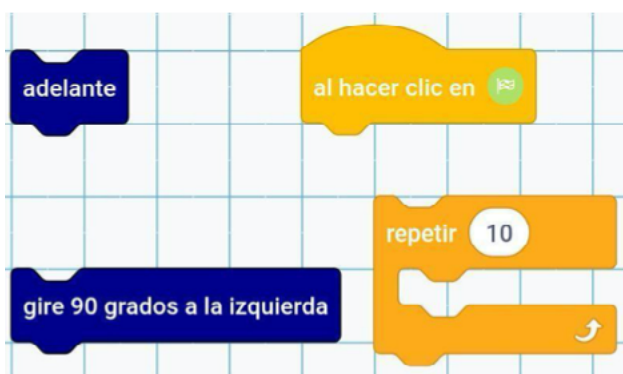 adelante
al hacer clic en
repetir 10
gire 90 grados a la izquierda